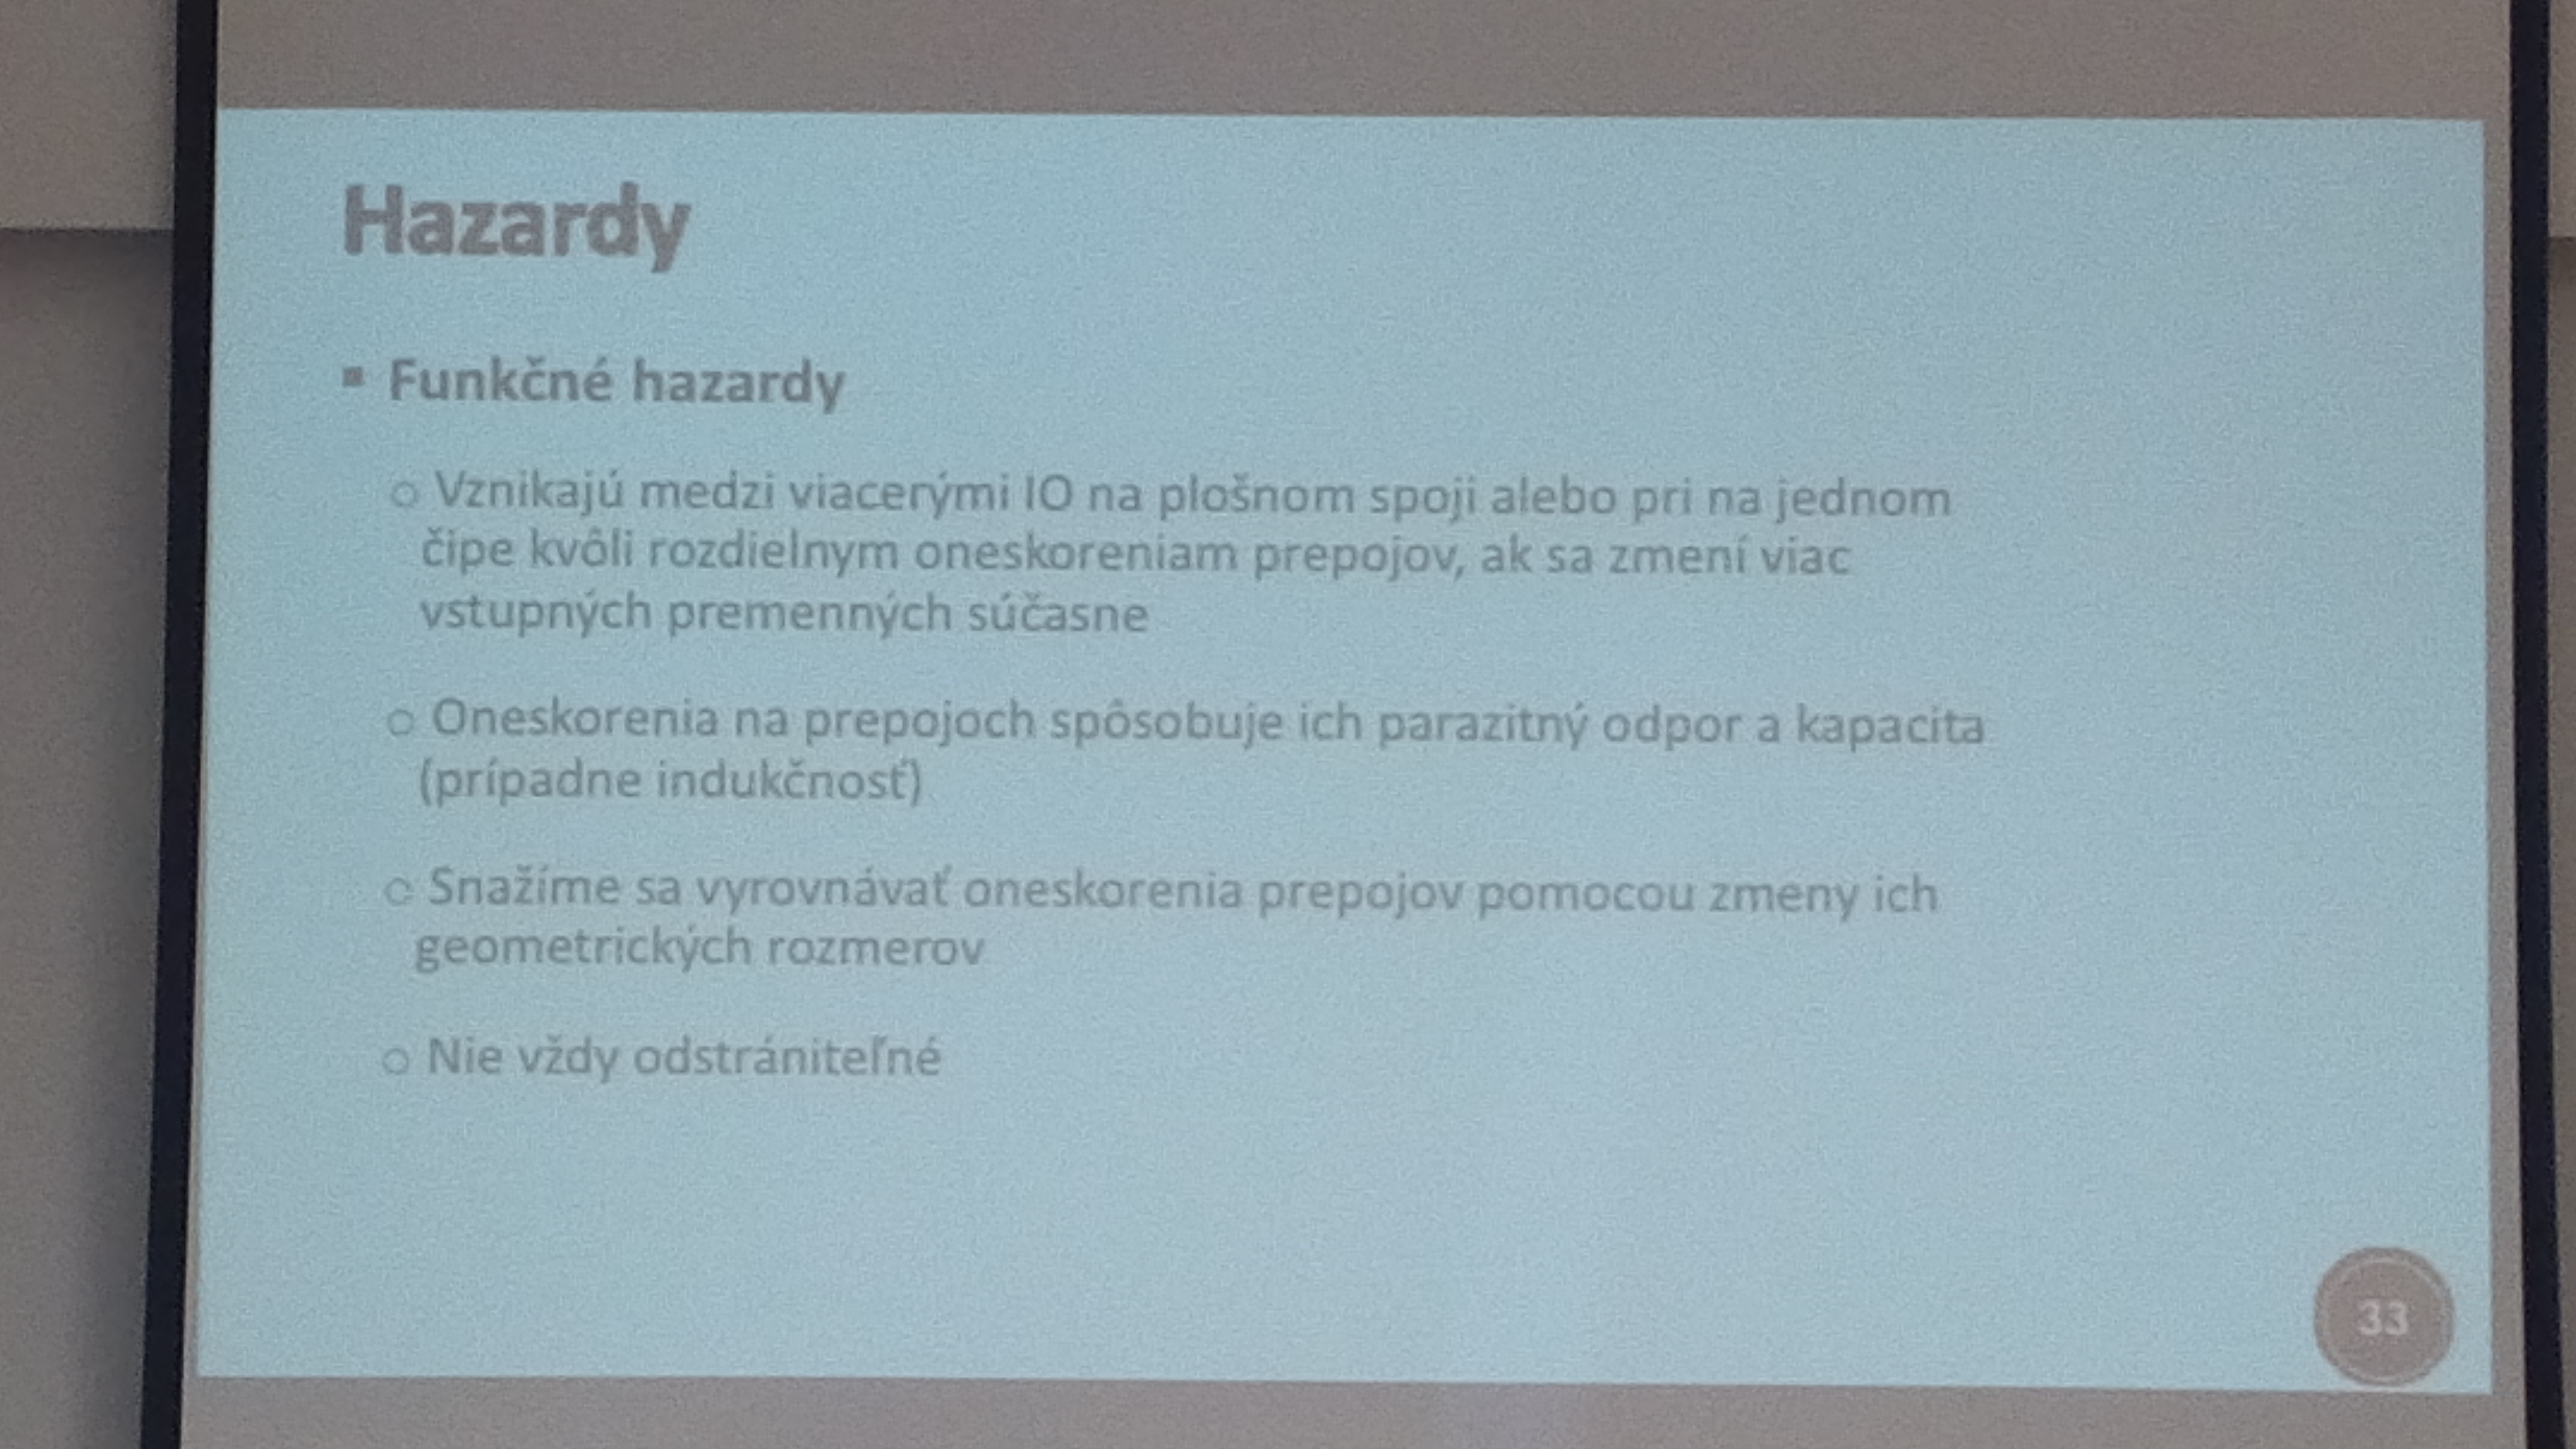 Hazardy
▪ Funkčné hazardy
o Vznikajú medzi viacerými IO na plošnom spoji alebo pri na jednom
čipe kvôli rozdielnym oneskoreniam prepojov, ak sa zmení viac
vstupných premenných súčasne
o Oneskorenia na prepojoch spôsobuje ich parazitný odpor a kapacita
(prípadne indukčnosť)
o Snažíme sa vyrovnávať oneskorenia prepojov pomocou zmeny ich
geometrických rozmerov
o Nie vždy odstrániteľné
33